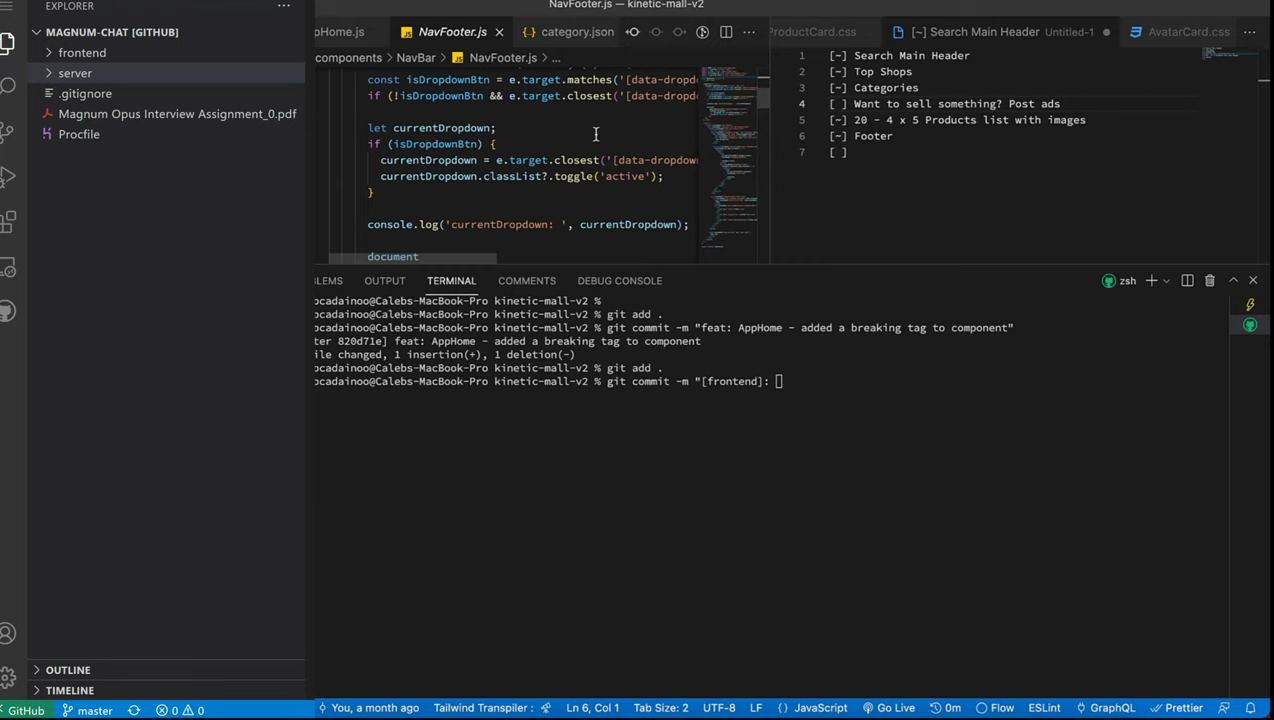 EXPLORER
MAGNUM-CHAT [GITHUB]
frontend
server
.gitignore
Magnum Opus Interview Assignment_0.pdf
Procfile
OUTLINE
TIMELINE
NavFooter.js — kinetic-mall-v2
pHome.js
NavFooter.js
category.json
components > NavBar > NavFooter.js > ...
const isDropdownBtn = e.target.matches('[data-dropd
if (!isDropdownBtn && e.target.closest('[data-dropd
let currentDropdown;
if (isDropdownBtn) {
currentDropdown = e.target.closest('[data-dropdown
currentDropdown.classList?.toggle('active');
}
console.log('currentDropdown: ', currentDropdown);
document
ProductCard.css
[~] Search Main Header Untitled-1
AvatarCard.css
1 [~] Search Main Header
2 [~] Top Shops
3 [~] Categories
4 [ ] Want to sell something? Post ads
5 [~] 20 - 4 x 5 Products list with images
6 [~] Footer
7 [ ]
BLEMS OUTPUT TERMINAL COMMENTS DEBUG CONSOLE
zsh
ocadainoo@Calebs-MacBook-Pro kinetic-mall-v2 %
ocadainoo@Calebs-MacBook-Pro kinetic-mall-v2 % git add .
ocadainoo@Calebs-MacBook-Pro kinetic-mall-v2 % git commit -m "feat: AppHome - added a breaking tag to component"
ter 820d71e] feat: AppHome - added a breaking tag to component
ile changed, 1 insertion(+), 1 deletion(-)
ocadainoo@Calebs-MacBook-Pro kinetic-mall-v2 % git add .
ocadainoo@Calebs-MacBook-Pro kinetic-mall-v2 % git commit -m "[frontend]:
GitHub master 0 0 You, a month ago Tailwind Transpiler : Ln 6, Col 1 Tab Size: 2 UTF-8 LF { } JavaScript Go Live 0m Flow ESLint GraphQL Prettier